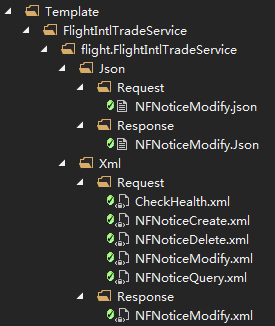 Template
FlightIntlTradeService
flight.FlightIntlTradeService
Json
Request
NFNoticeModify.json
Response
NFNoticeModify.Json
Xml
Request
CheckHealth.xml
NFNoticeCreate.xml
NFNoticeDelete.xml
NFNoticeModify.xml
NFNoticeQuery.xml
Response
NFNoticeModify.xml